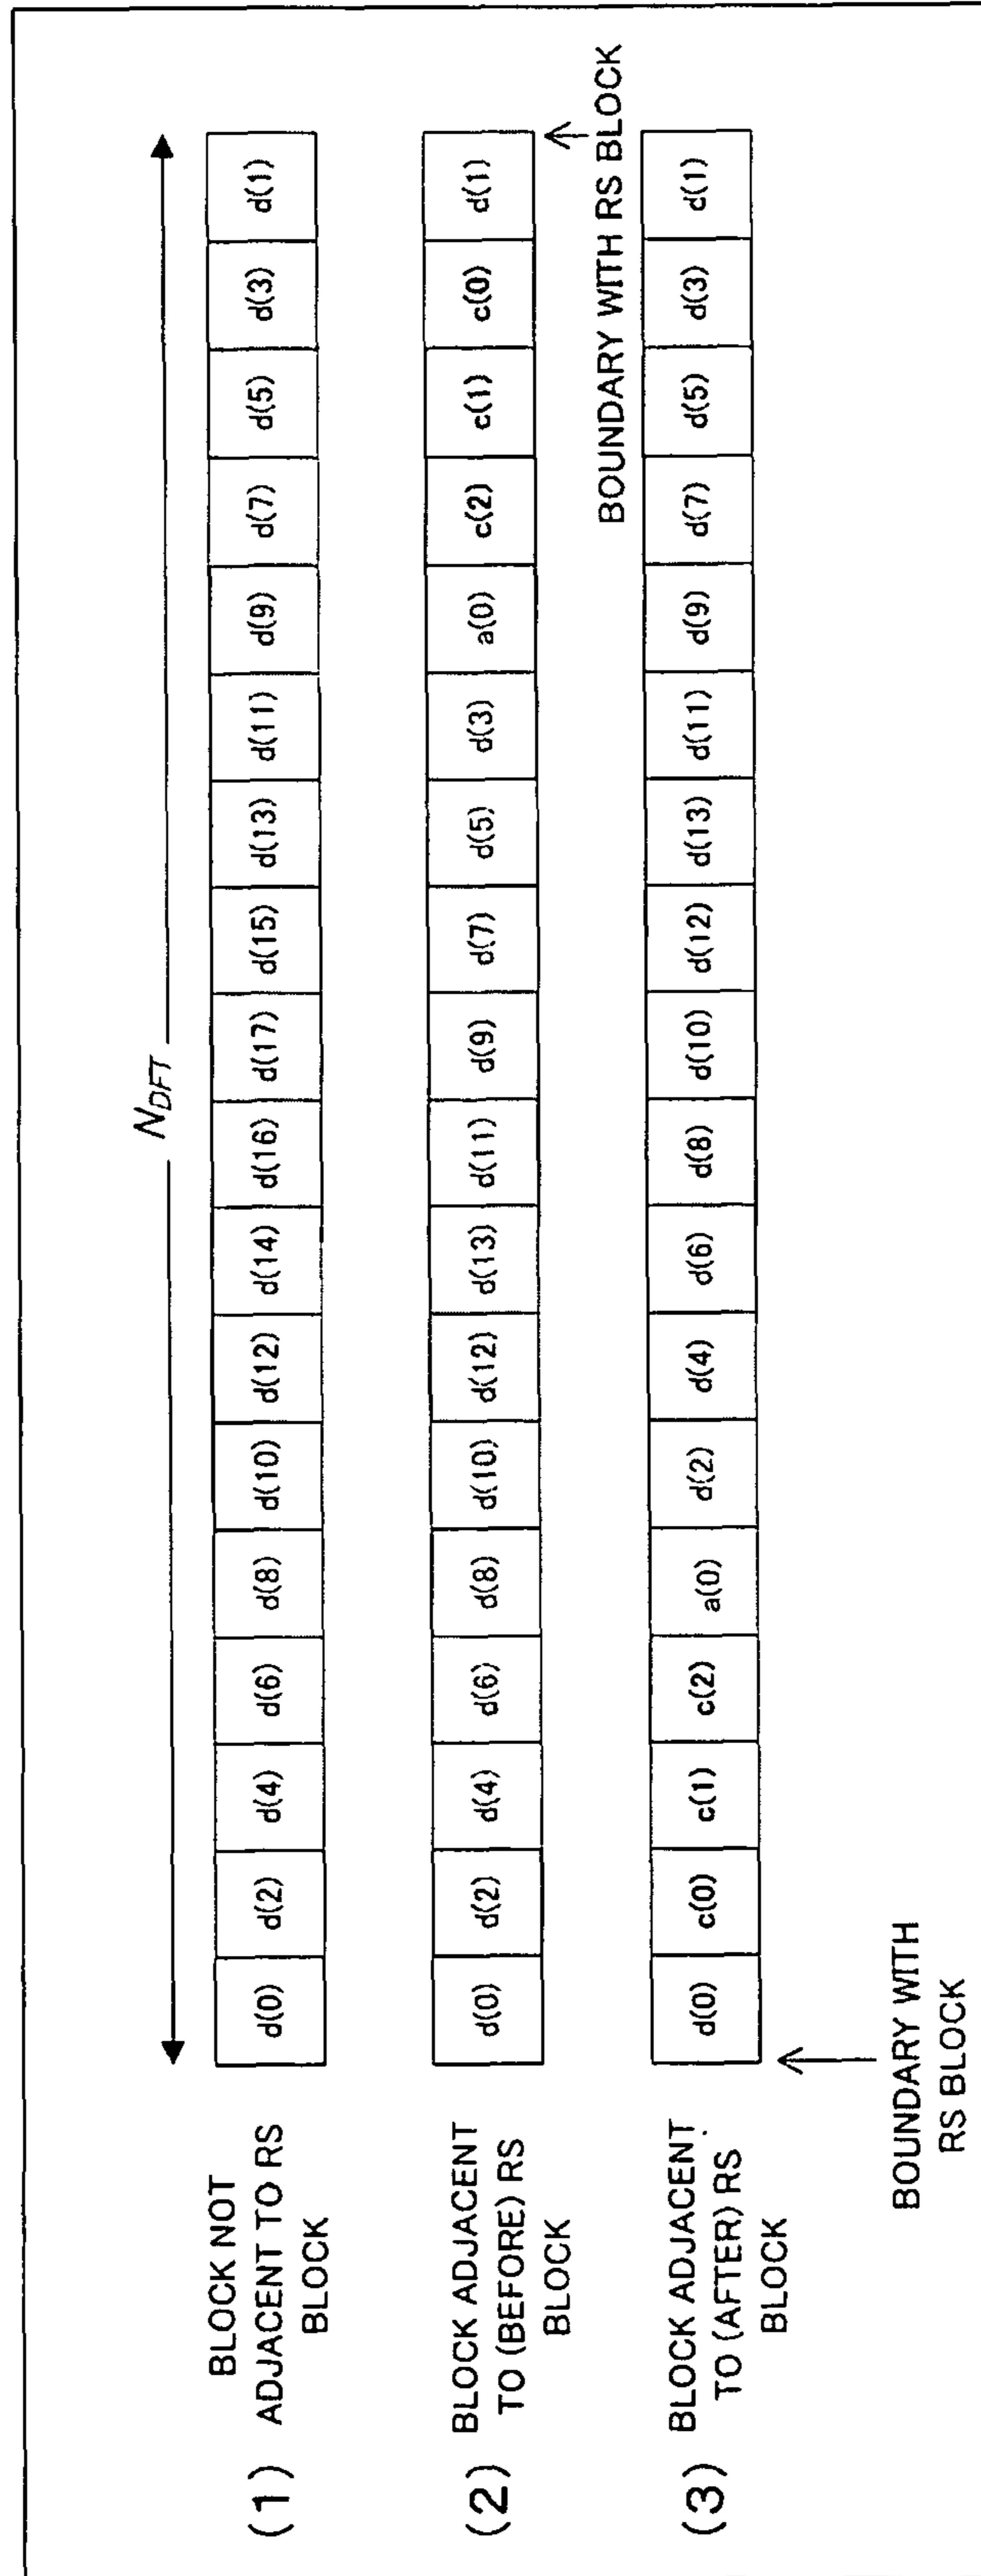 N_DFT
(1) BLOCK NOT
ADJACENT TO RS
BLOCK
d(0) d(2) d(4) d(6) d(8) d(10) d(12) d(14) d(16) d(17) d(15) d(13) d(11) d(9) d(7) d(5) d(3) d(1)
(2) BLOCK ADJACENT
TO (BEFORE) RS
BLOCK
d(0) d(2) d(4) d(6) d(8) d(10) d(12) d(13) d(11) d(9) d(7) d(5) d(3) a(0) c(2) c(1) c(0) d(1)
BOUNDARY WITH RS BLOCK
(3) BLOCK ADJACENT
TO (AFTER) RS
BLOCK
d(0) c(0) c(1) c(2) a(0) d(2) d(4) d(6) d(8) d(10) d(12) d(13) d(11) d(9) d(7) d(5) d(3) d(1)
BOUNDARY WITH
RS BLOCK